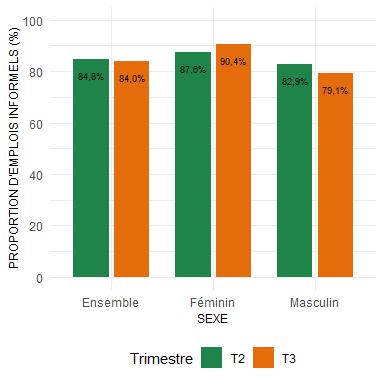 PROPORTION D'EMPLOIS INFORMELS (%)
100
80
60
40
20
0
84,8%
84,0%
87,6%
90,4%
82,9%
79,1%
Ensemble
Féminin
Masculin
SEXE
Trimestre T2 T3